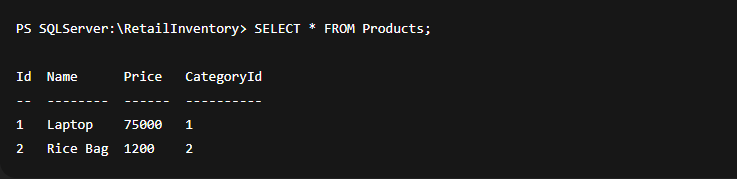 PS SQLServer:\RetailInventory> SELECT * FROM Products;
Id  Name      Price   CategoryId
--  --------  ------  ----------
1   Laptop    75000   1
2   Rice Bag  1200    2